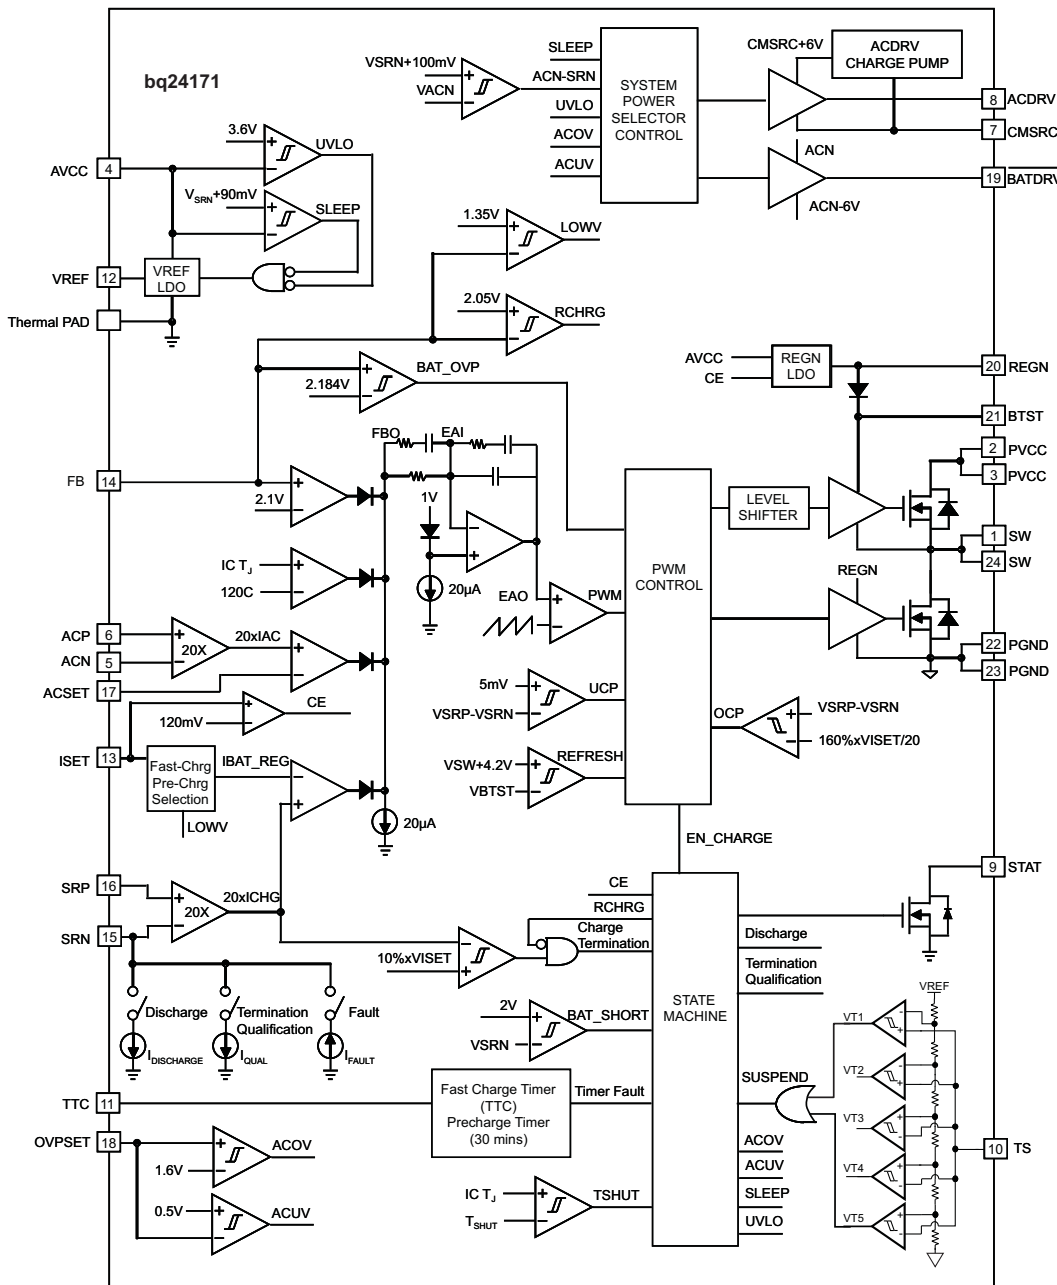 bq24171
VSRN+100mV
VACN
ACN-SRN
SLEEP
UVLO
ACOV
ACUV
SYSTEM
POWER
SELECTOR
CONTROL
CMSRC+6V
ACDRV
CHARGE PUMP
8 ACDRV
7 CMSRC
ACN
19 BATDRV
ACN-6V
3.6V
UVLO
AVCC 4
VSRN+90mV
SLEEP
VREF 12
VREF
LDO
Thermal PAD
1.35V
LOWV
2.05V
RCHRG
BAT_OVP
2.184V
AVCC
CE
REGN
LDO
20 REGN
21 BTST
2 PVCC
3 PVCC
1 SW
24 SW
22 PGND
23 PGND
FBO
EAI
FB 14
2.1V
1V
20µA
IC TJ
120C
EAO
PWM
PWM
CONTROL
LEVEL
SHIFTER
REGN
ACP 6
ACN 5
20X
20xIAC
ACSET 17
120mV
CE
ISET 13
Fast-Chrg
Pre-Chrg
Selection
LOWV
IBAT_REG
20µA
5mV
VSRP-VSRN
UCP
VSW+4.2V
VBTST
REFRESH
OCP
VSRP-VSRN
160%xVISET/20
EN_CHARGE
SRP 16
SRN 15
20X
20xICHG
10%xVISET
CE
RCHRG
Charge
Termination
STATE
MACHINE
9 STAT
Discharge
Termination
Qualification
Discharge
Termination
Qualification
Fault
IDISCHARGE
IQUAL
IFAULT
2V
VSRN
BAT_SHORT
VREF
VT1
VT2
VT3
VT4
VT5
- + - + + - + - + -
SUSPEND
10 TS
TTC 11
Fast Charge Timer
(TTC)
Precharge Timer
(30 mins)
Timer Fault
OVPSET 18
1.6V
ACOV
0.5V
ACUV
IC TJ
TSHUT
TSHUT
ACOV
ACUV
SLEEP
UVLO